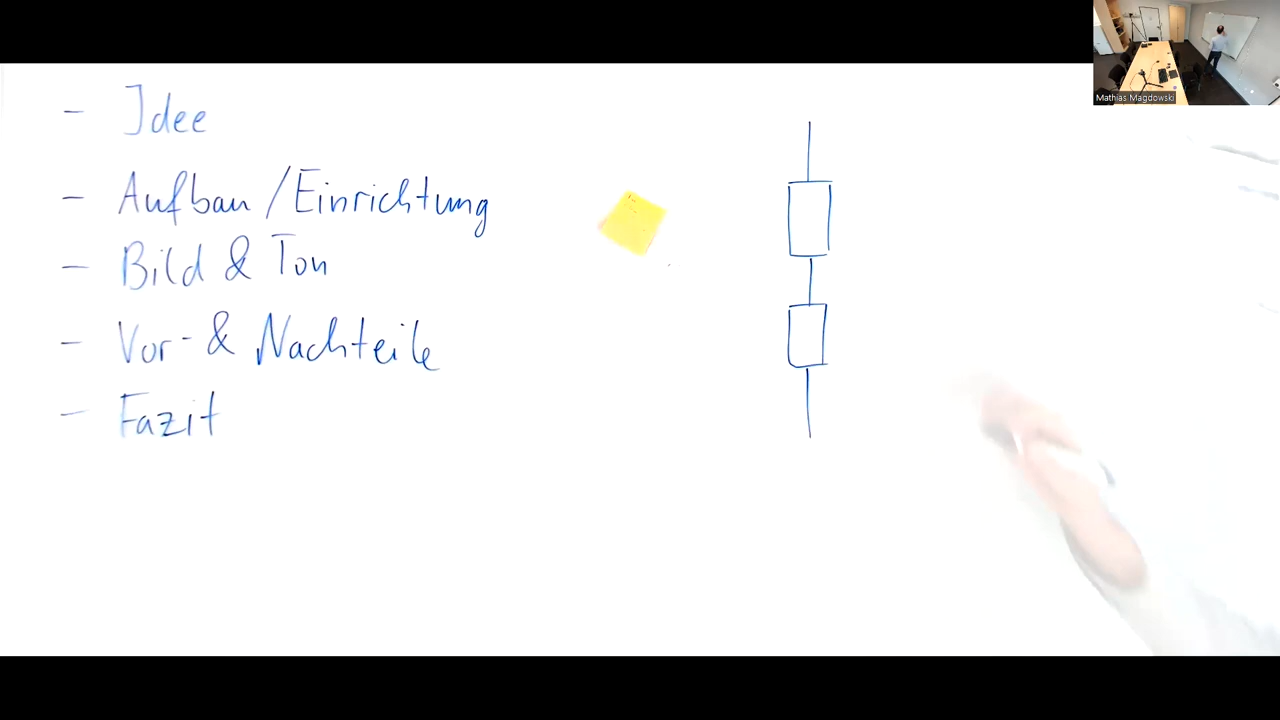 - Idee
- Aufbau/Einrichtung
- Bild & Ton
- Vor- & Nachteile
- Fazit
Mathias Magdowski